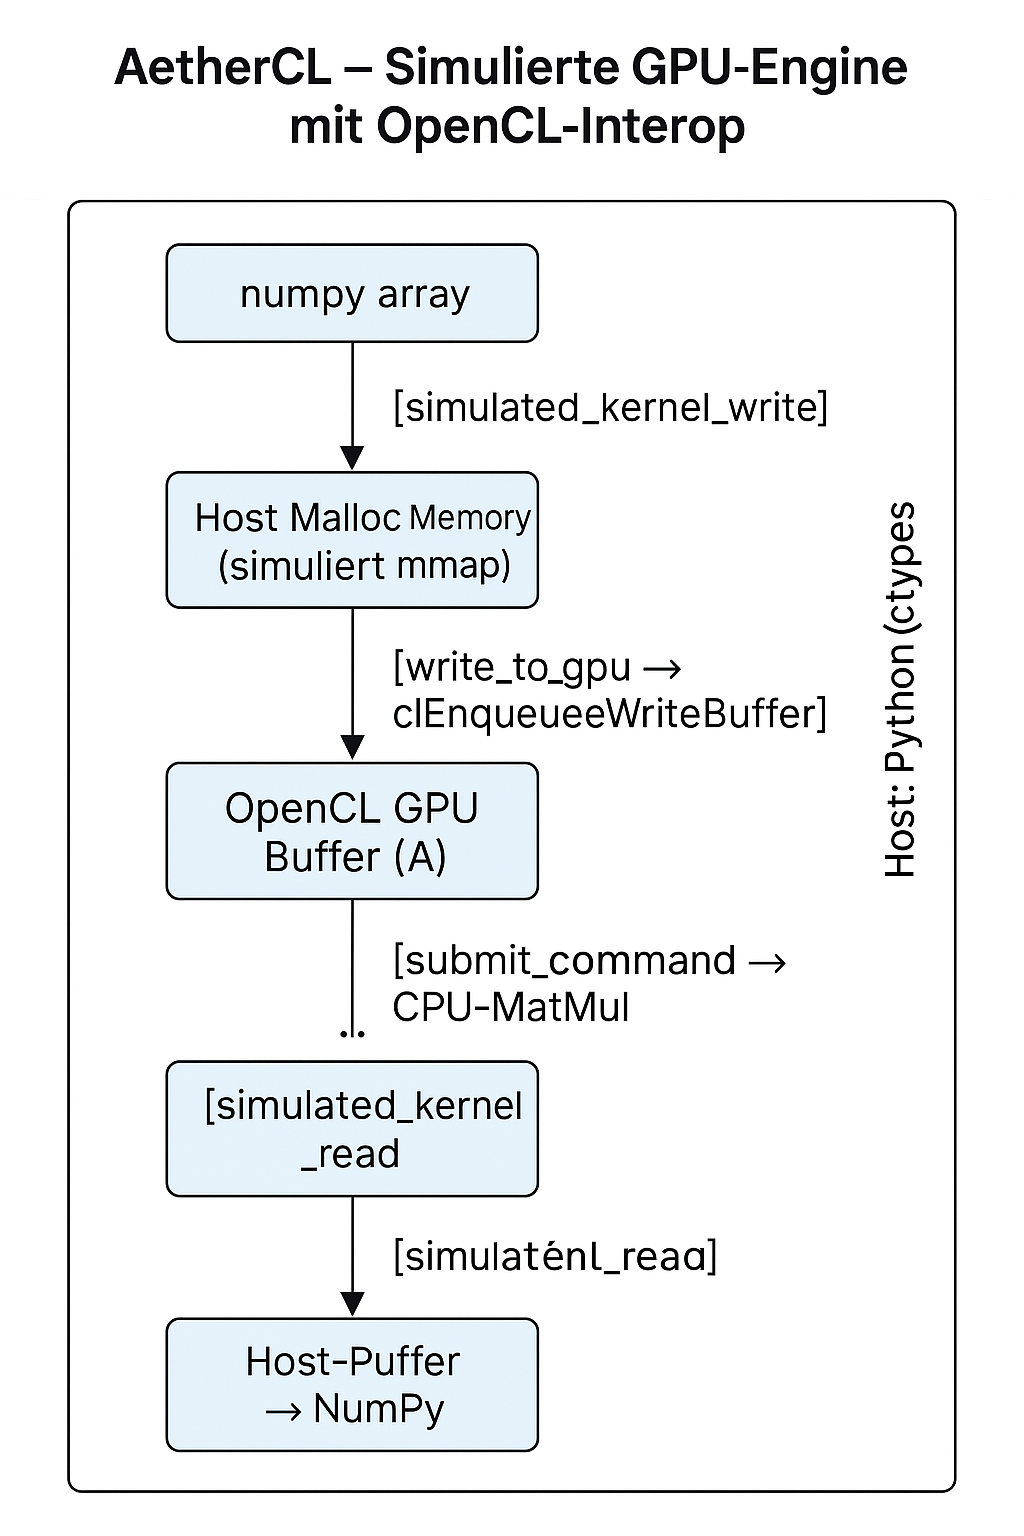 AetherCL – Simulierte GPU-Engine
mit OpenCL-Interop
numpy array
[simulated_kernel_write]
Host Malloc Memory
(simuliert mmap)
[write_to_gpu →
clEnqueueeWriteBuffer]
OpenCL GPU
Buffer (A)
[submit_command →
CPU-MatMul
[simulated_kernel
_read
[simulaténl_read]
Host-Puffer
→ NumPy
Host: Python (ctypes